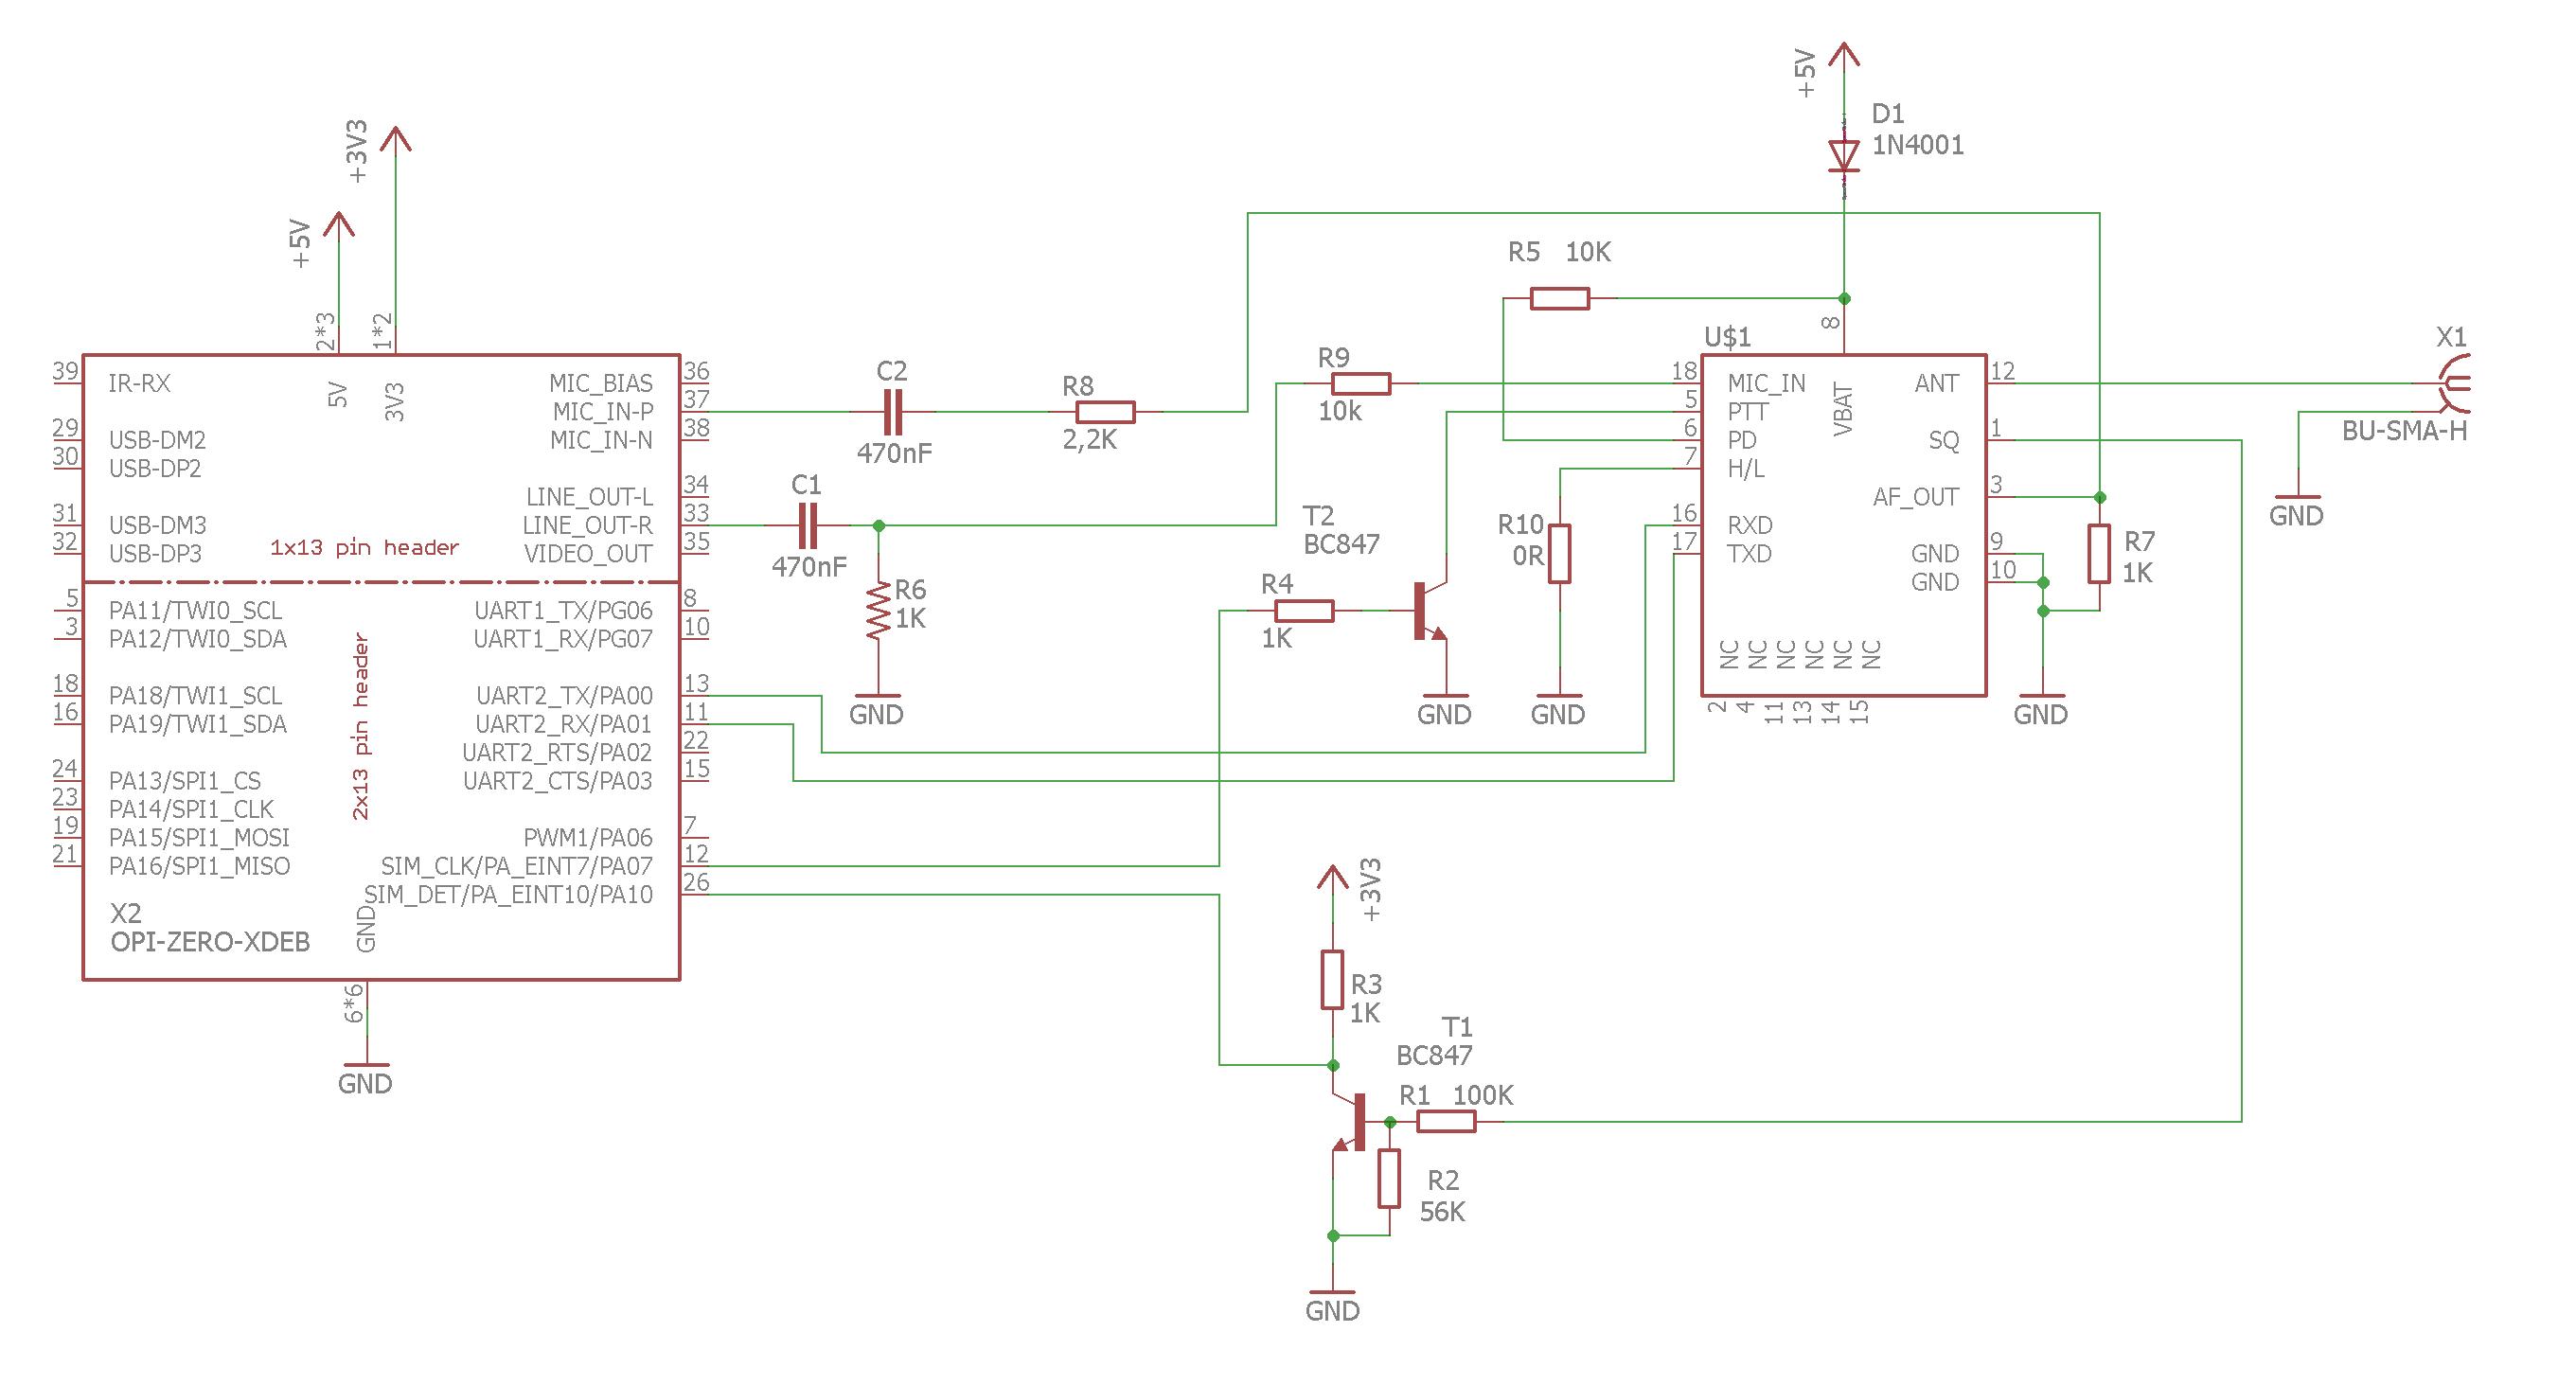 +5V
D1
1N4001
+3V3
+5V
R5 10K
2*3
1*2
8
U$1
X1
39
IR-RX
5V
3V3
MIC_BIAS
36
C2
R8
R9
18
MIC_IN
VBAT
ANT
12
MIC_IN-P
37
10k
5
PTT
29
USB-DM2
MIC_IN-N
38
470nF
2,2K
6
PD
SQ
1
BU-SMA-H
30
USB-DP2
7
H/L
LINE_OUT-L
34
C1
AF_OUT
3
31
USB-DM3
LINE_OUT-R
33
T2
R10
16
RXD
GND
32
USB-DP3
1x13 pin header
VIDEO_OUT
35
470nF
BC847
0R
17
TXD
GND
9
R7
1K
GND
10
5
PA11/TWI0_SCL
UART1_TX/PG06
8
R6
1K
R4
3
PA12/TWI0_SDA
UART1_RX/PG07
10
1K
NC
NC
NC
NC
NC
NC
2x13 pin header
18
PA18/TWI1_SCL
UART2_TX/PA00
13
16
PA19/TWI1_SDA
UART2_RX/PA01
11
GND
GND
GND
2
4
11
13
14
15
GND
UART2_RTS/PA02
22
24
PA13/SPI1_CS
UART2_CTS/PA03
15
23
PA14/SPI1_CLK
19
PA15/SPI1_MOSI
PWM1/PA06
7
21
PA16/SPI1_MISO
SIM_CLK/PA_EINT7/PA07
12
SIM_DET/PA_EINT10/PA10
26
+3V3
X2
OPI-ZERO-XDEB
GND
6*6
R3
1K
GND
T1
BC847
R1 100K
R2
56K
GND